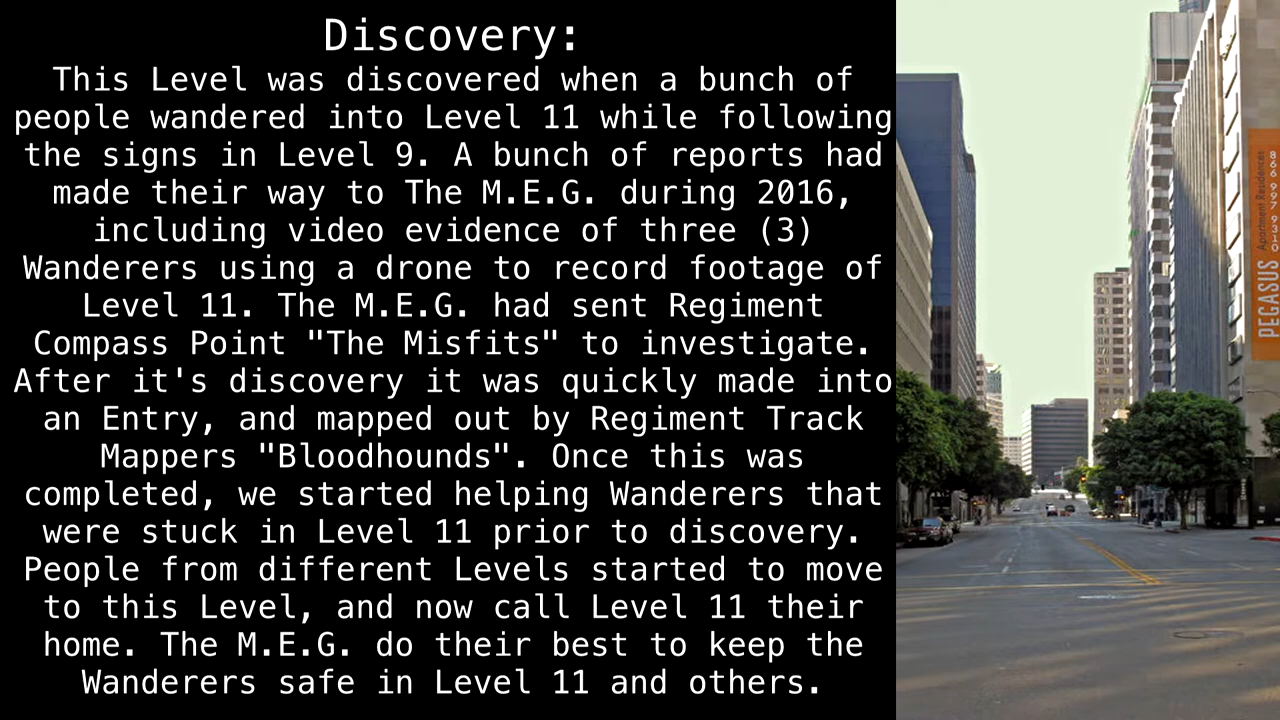 Discovery:
This Level was discovered when a bunch of
people wandered into Level 11 while following
the signs in Level 9. A bunch of reports had
made their way to The M.E.G. during 2016,
including video evidence of three (3)
Wanderers using a drone to record footage of
Level 11. The M.E.G. had sent Regiment
Compass Point "The Misfits" to investigate.
After it's discovery it was quickly made into
an Entry, and mapped out by Regiment Track
Mappers "Bloodhounds". Once this was
completed, we started helping Wanderers that
were stuck in Level 11 prior to discovery.
People from different Levels started to move
to this Level, and now call Level 11 their
home. The M.E.G. do their best to keep the
Wanderers safe in Level 11 and others.
PEGASUS
Apartment Residences
866 997 9310